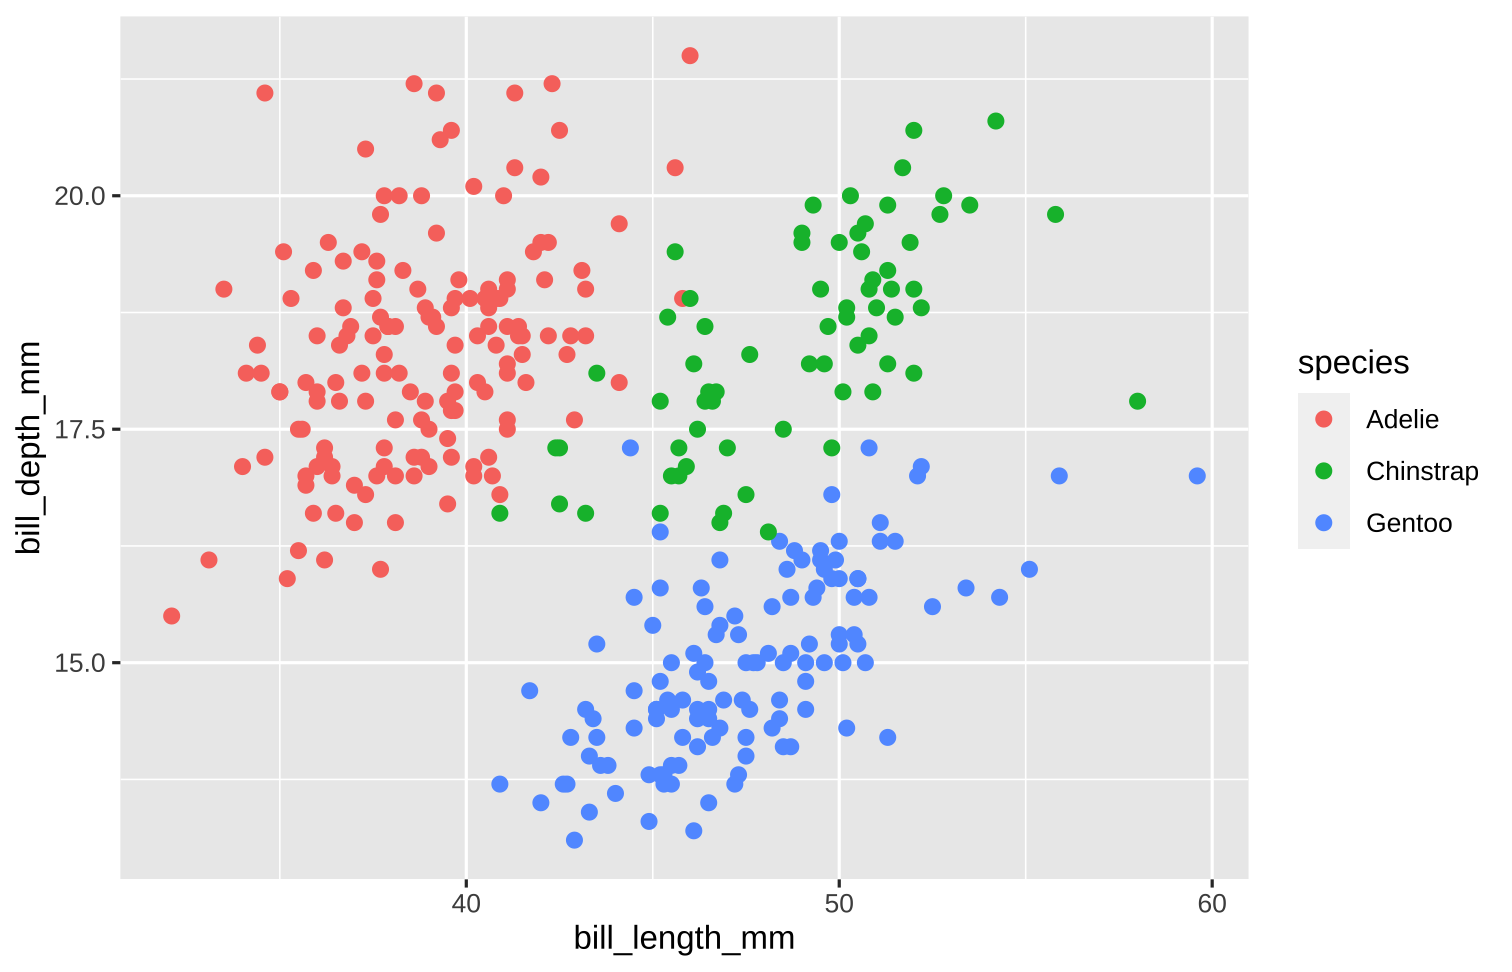 20.0
17.5
15.0
bill_depth_mm
40
50
60
bill_length_mm
species
Adelie
Chinstrap
Gentoo